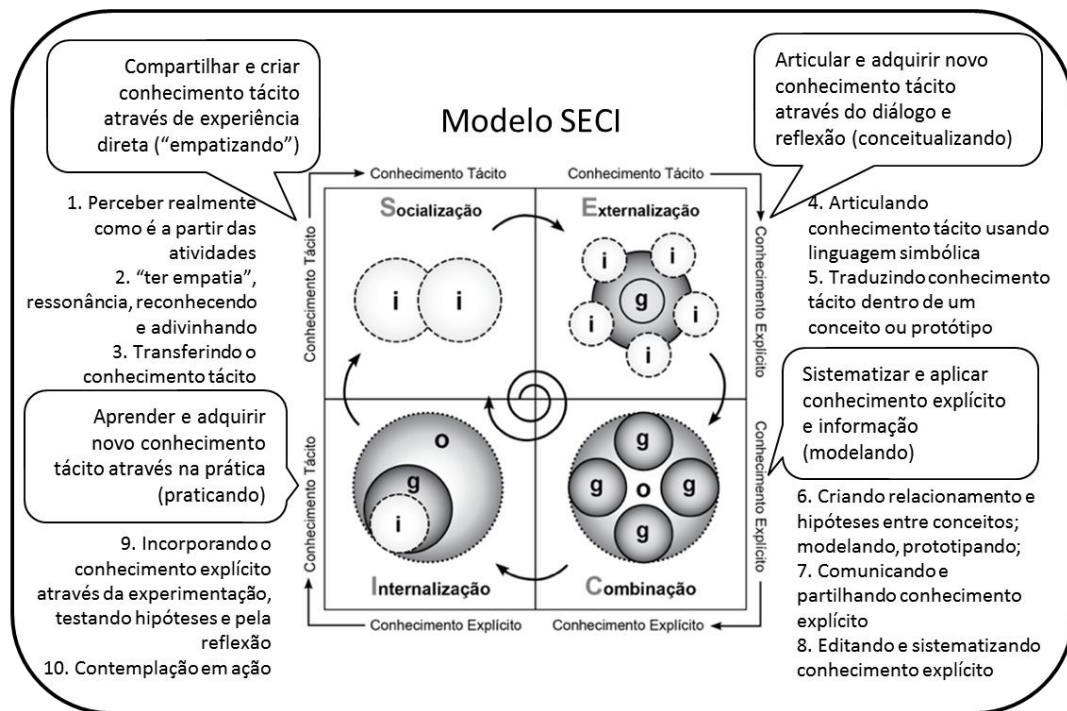 Compartilhar e criar
conhecimento tácito
através de experiência
direta (“empatizando”)
Modelo SECI
Articular e adquirir novo
conhecimento tácito
através do diálogo e
reflexão (conceitualizando)
1. Perceber realmente
como é a partir das
atividades
2. “ter empatia”,
ressonância, reconhecendo
e adivinhando
3. Transferindo o
conhecimento tácito
Conhecimento Tácito
Conhecimento Tácito
Conhecimento Tácito
Socialização
i
i
Externalização
i
i
i
i
i
g
Conhecimento Explícito
4. Articulando
conhecimento tácito usando
linguagem simbólica
5. Traduzindo conhecimento
tácito dentro de um
conceito ou protótipo
Aprender e adquirir
novo conhecimento
tácito através na prática
(praticando)
Sistematizar e aplicar
conhecimento explícito
e informação
(modelando)
Conhecimento Tácito
o
g
i
Internalização
g
g
o
g
g
Combinação
Conhecimento Explícito
Conhecimento Explícito
Conhecimento Explícito
9. Incorporando o
conhecimento explícito
através da experimentação,
testando hipóteses e pela
reflexão
10. Contemplação em ação
6. Criando relacionamento e
hipóteses entre conceitos;
modelando, prototipando;
7. Comunicando e
partilhando conhecimento
explícito
8. Editando e sistematizando
conhecimento explícito